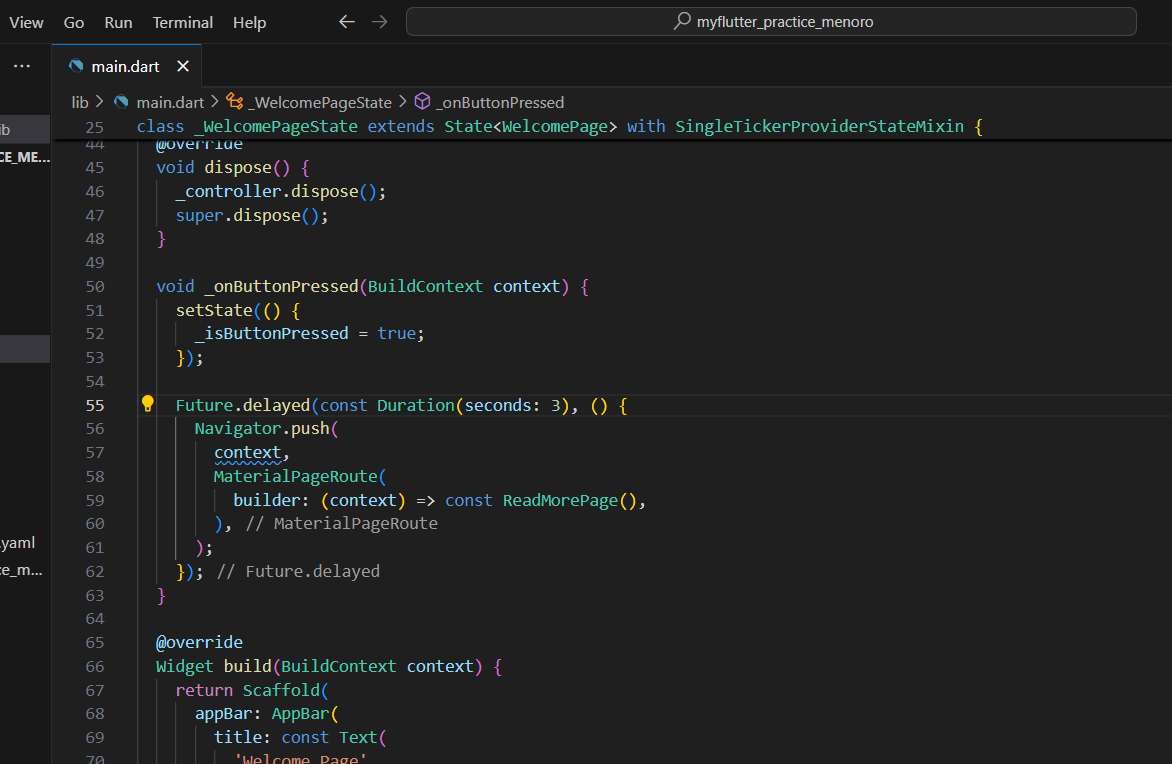 View Go Run Terminal Help ← → myflutter_practice_menoro
... main.dart ×
lib > main.dart > _WelcomePageState > _onButtonPressed
ib
CE_ME...
.yaml
ce_m...
25 class _WelcomePageState extends State<WelcomePage> with SingleTickerProviderStateMixin {
44 @override
45 void dispose() {
46 _controller.dispose();
47 super.dispose();
48 }
49
50 void _onButtonPressed(BuildContext context) {
51 setState(() {
52 _isButtonPressed = true;
53 });
54
55 Future.delayed(const Duration(seconds: 3), () {
56 Navigator.push(
57 context,
58 MaterialPageRoute(
59 builder: (context) => const ReadMorePage(),
60 ), // MaterialPageRoute
61 );
62 }); // Future.delayed
63 }
64
65 @override
66 Widget build(BuildContext context) {
67 return Scaffold(
68 appBar: AppBar(
69 title: const Text(
70 'Welcome Page'